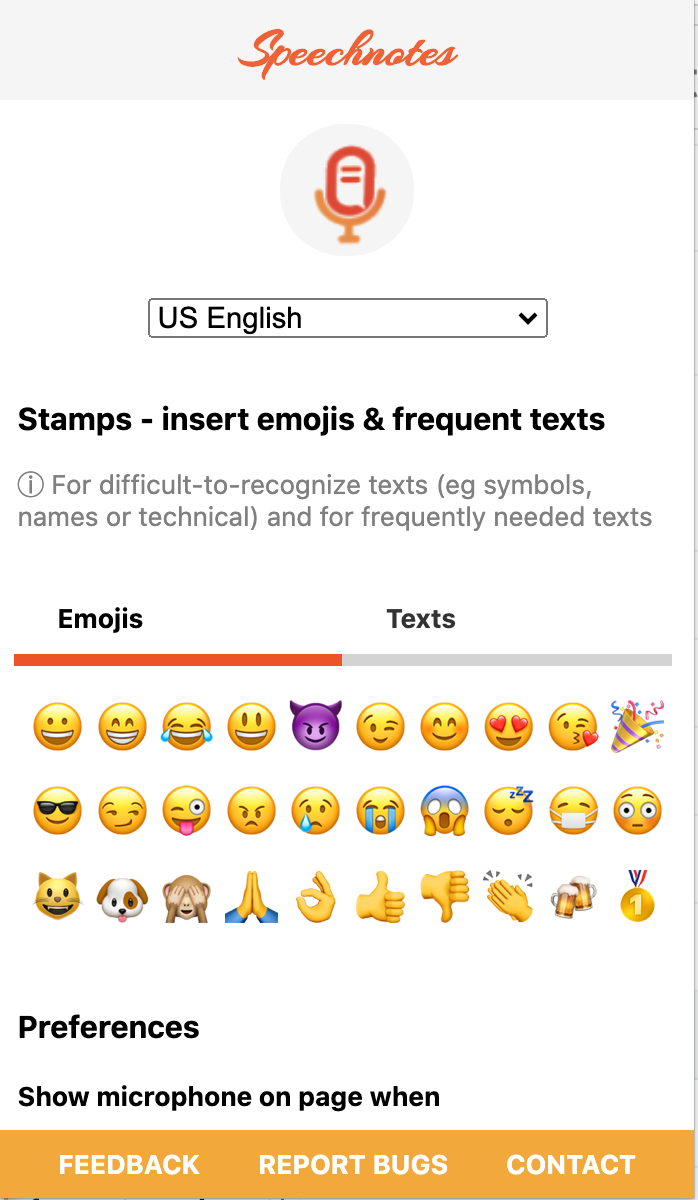 Speechnotes
US English
Stamps - insert emojis & frequent texts
ⓘ For difficult-to-recognize texts (eg symbols,
names or technical) and for frequently needed texts
Emojis Texts
Preferences
Show microphone on page when
FEEDBACK REPORT BUGS CONTACT